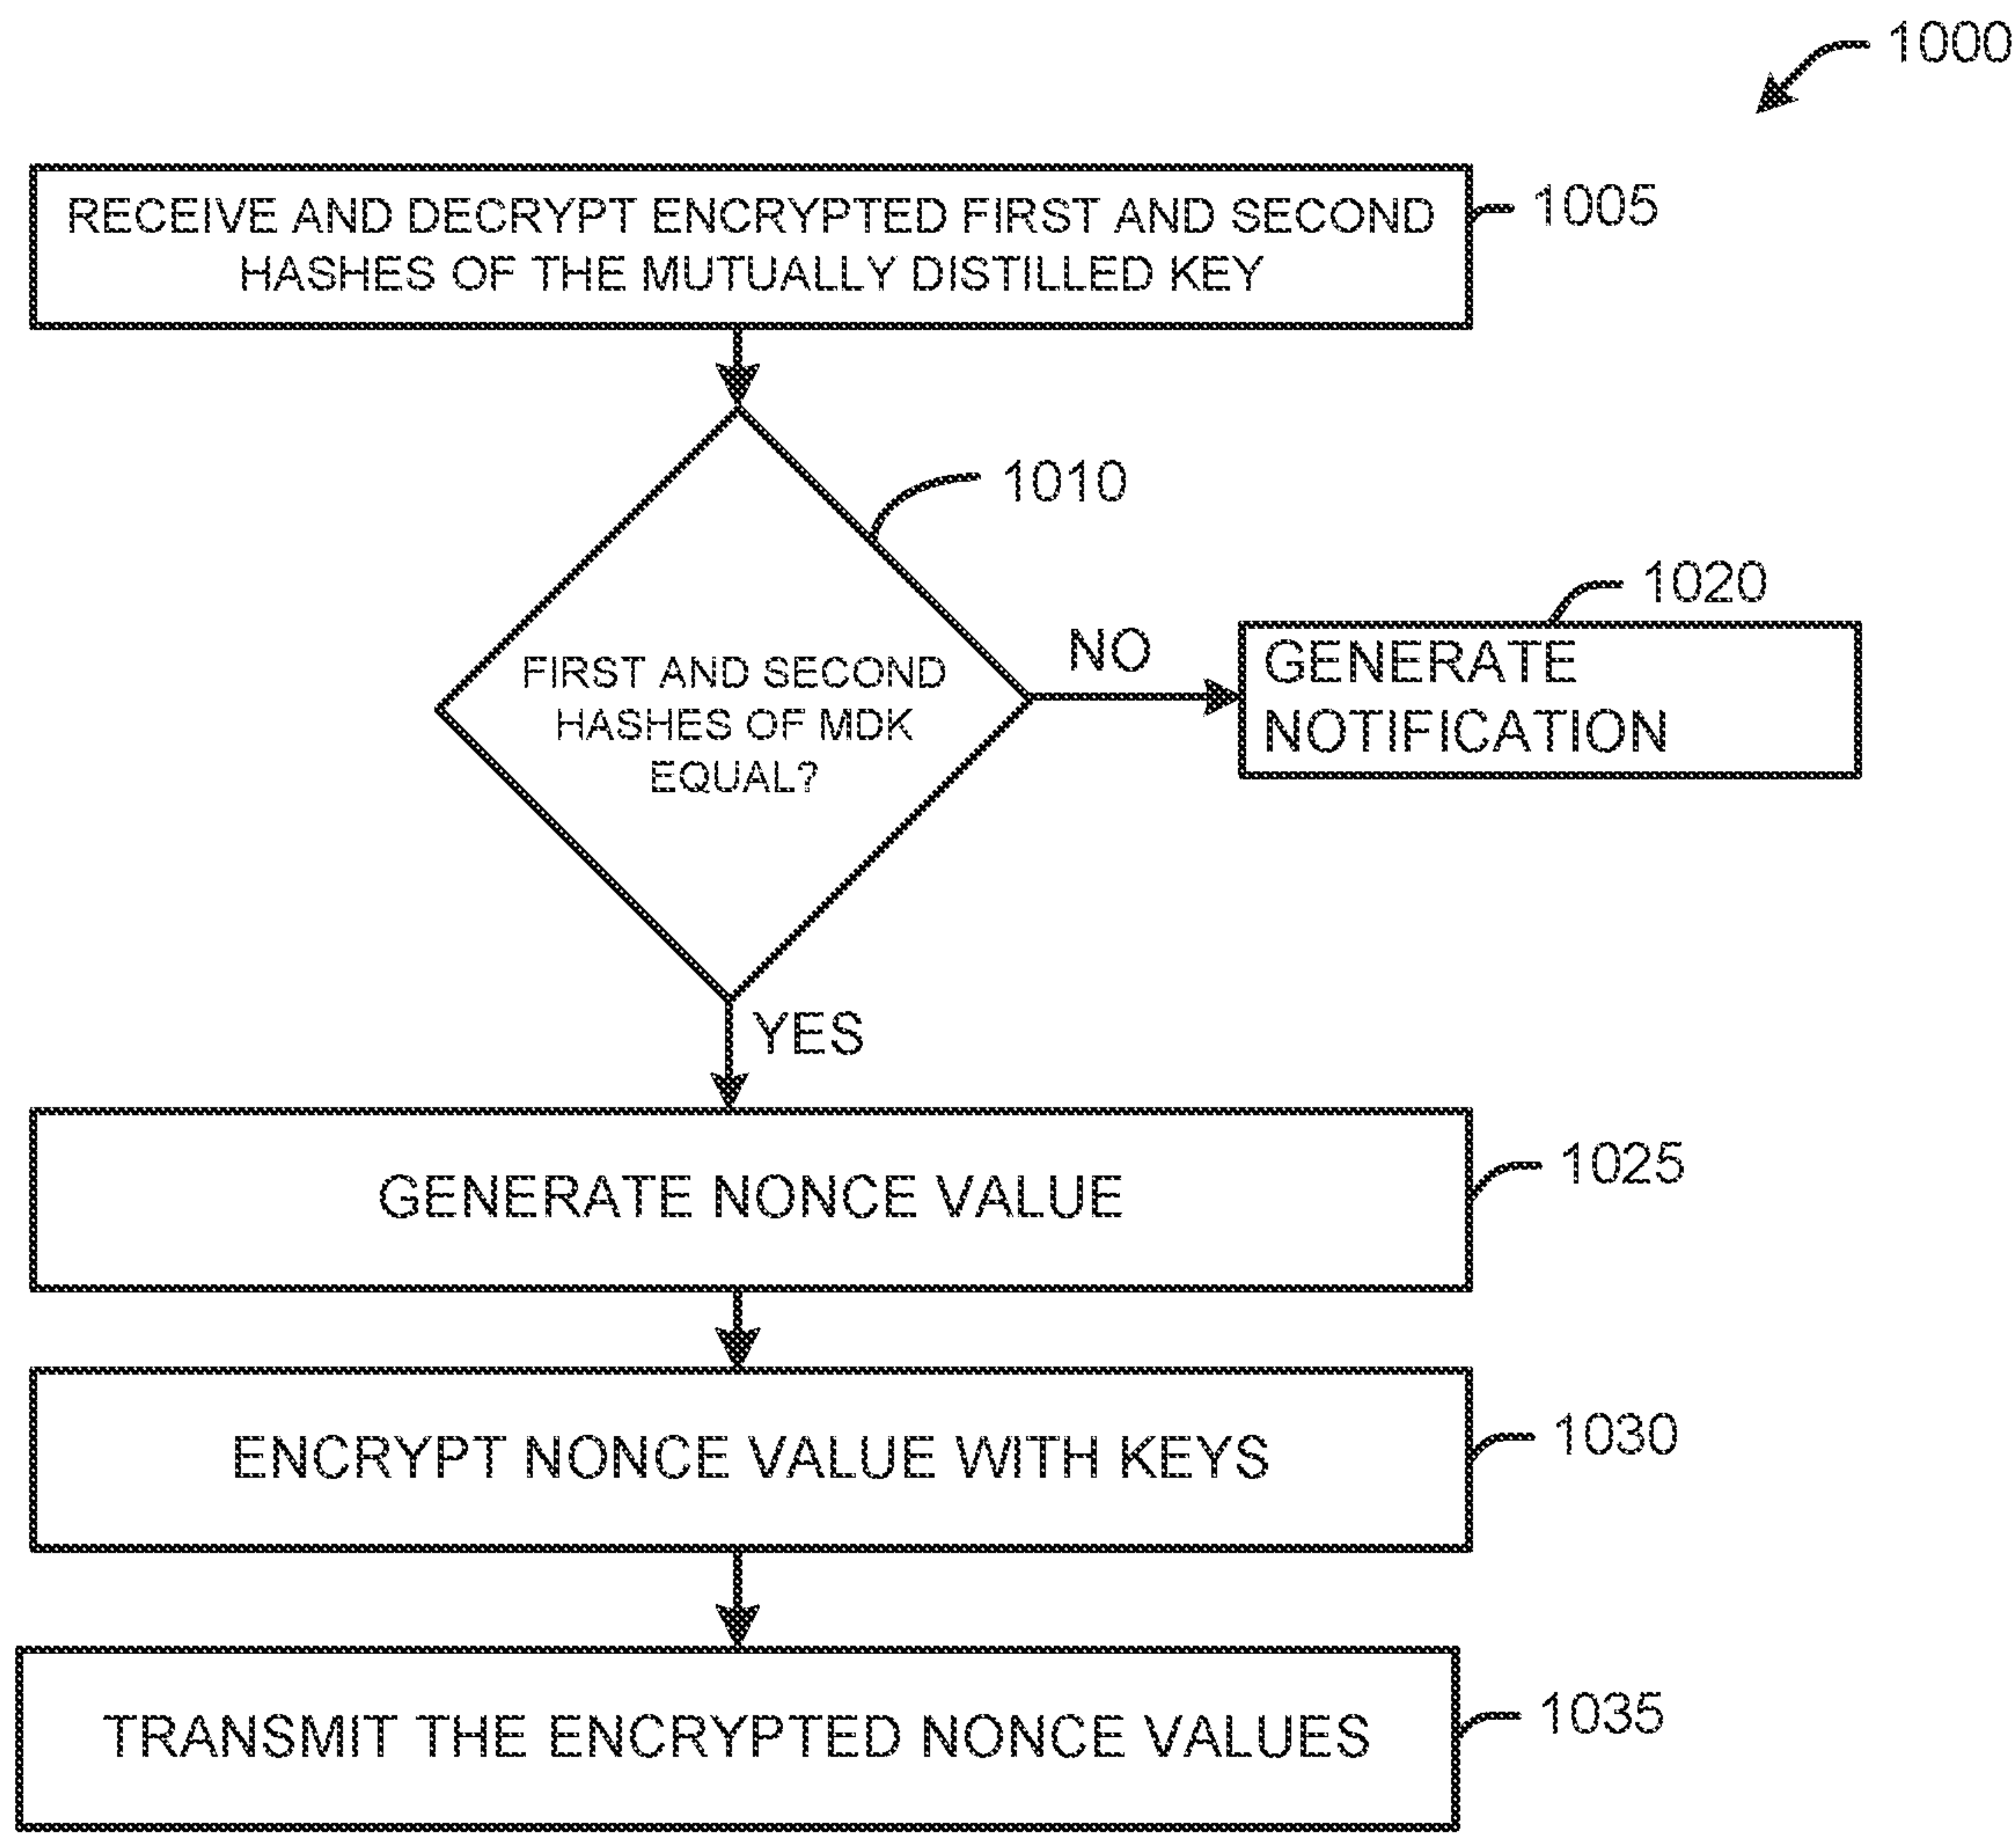 1000
RECEIVE AND DECRYPT ENCRYPTED FIRST AND SECOND
HASHES OF THE MUTUALLY DISTILLED KEY
1005
1010
FIRST AND SECOND
HASHES OF MDK
EQUAL?
NO
1020
GENERATE
NOTIFICATION
YES
GENERATE NONCE VALUE
1025
ENCRYPT NONCE VALUE WITH KEYS
1030
TRANSMIT THE ENCRYPTED NONCE VALUES
1035